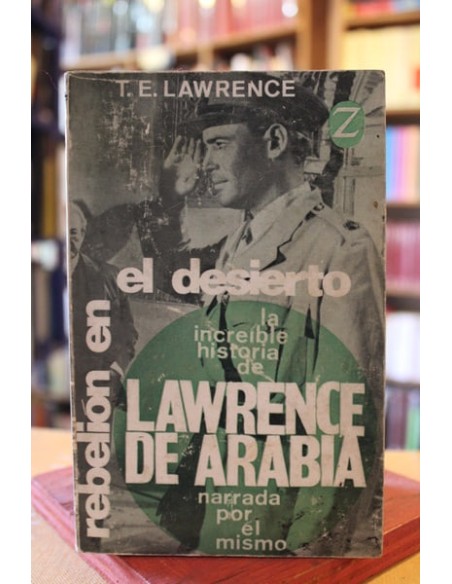 T. E. LAWRENCE
Z
rebelión en
el desierto
la
increíble
historia
de
LAWRENCE
DE ARABIA
narrada
por
él
mismo